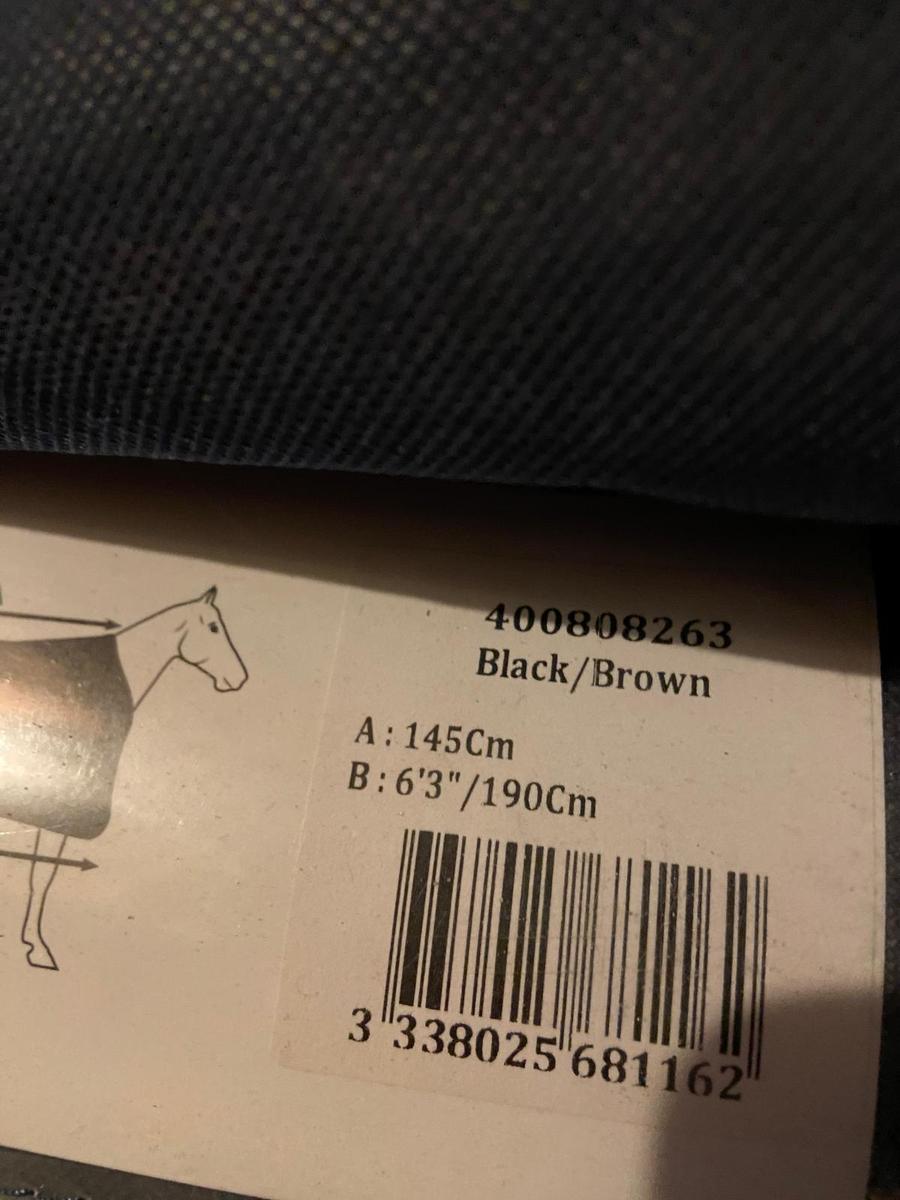 400808263
Black/Brown
A : 145Cm
B : 6'3"/190Cm
3 338025 681162